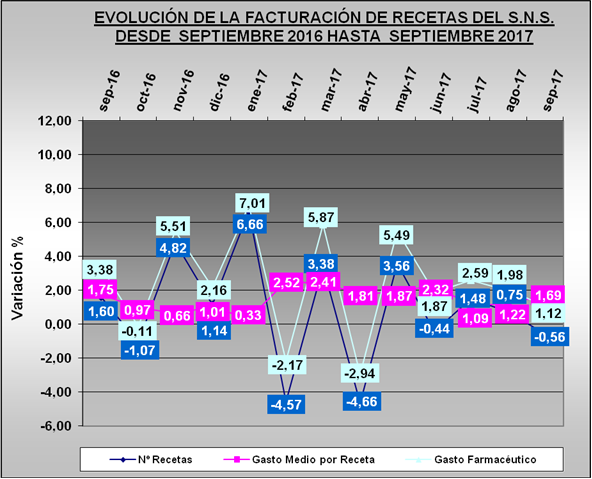 EVOLUCIÓN DE LA FACTURACIÓN DE RECETAS DEL S.N.S.
DESDE SEPTIEMBRE 2016 HASTA SEPTIEMBRE 2017
sep-16 oct-16 nov-16 dic-16 ene-17 feb-17 mar-17 abr-17 may-17 jun-17 jul-17 ago-17 sep-17
Variación %
12,00
10,00
8,00
6,00
4,00
2,00
0,00
-2,00
-4,00
-6,00
3,38 -0,11 5,51 2,16 7,01 -2,17 5,87 -2,94 5,49 1,87 2,59 1,98 1,12
1,75 0,97 0,66 1,01 0,33 2,52 2,41 1,81 1,87 2,32 1,09 1,22 1,69
1,60 -1,07 4,82 1,14 6,66 -4,57 3,38 -4,66 3,56 -0,44 1,48 0,75 -0,56
Nº Recetas Gasto Medio por Receta Gasto Farmacéutico